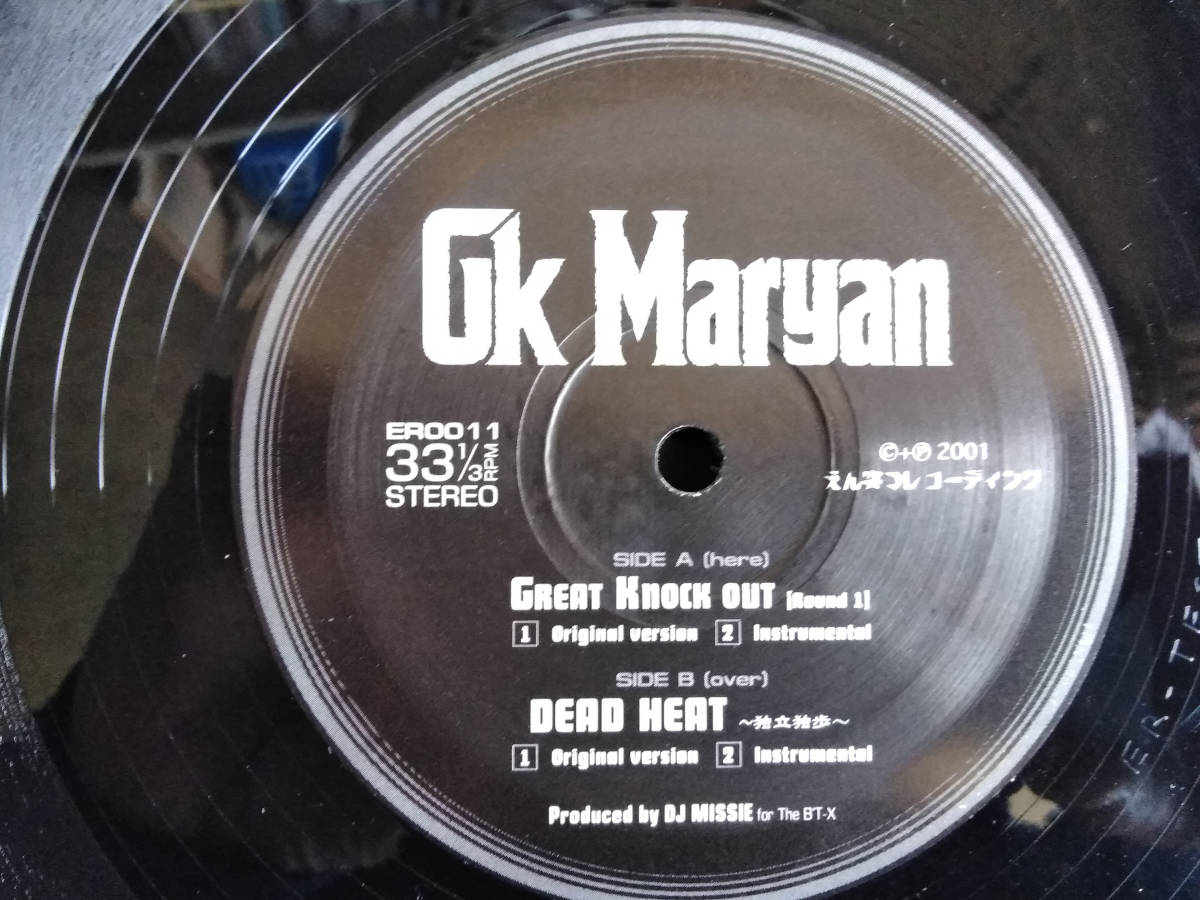 Gk Maryan
ER0011
33 1/3 RPM
STEREO
©+℗ 2001
えん突つレコーディング
SIDE A (here)
GREAT KNOCK OUT [Round 1]
1 Original version 2 Instrumental
SIDE B (over)
DEAD HEAT ～独立独歩～
1 Original version 2 Instrumental
Produced by DJ MISSIE for The B'T-X
ER-TE